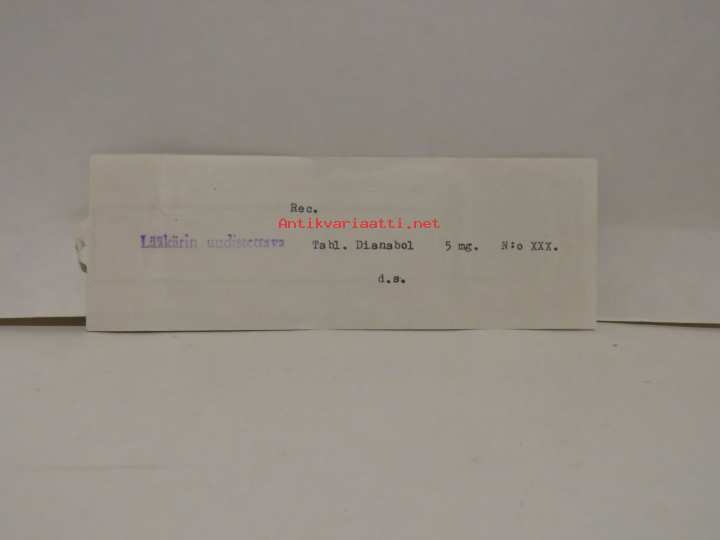 Rec.
Antikvariaatti.net
Lääkärin uudistettava Tabl. Dianabol 5 mg. N:o XXX.
d.s.